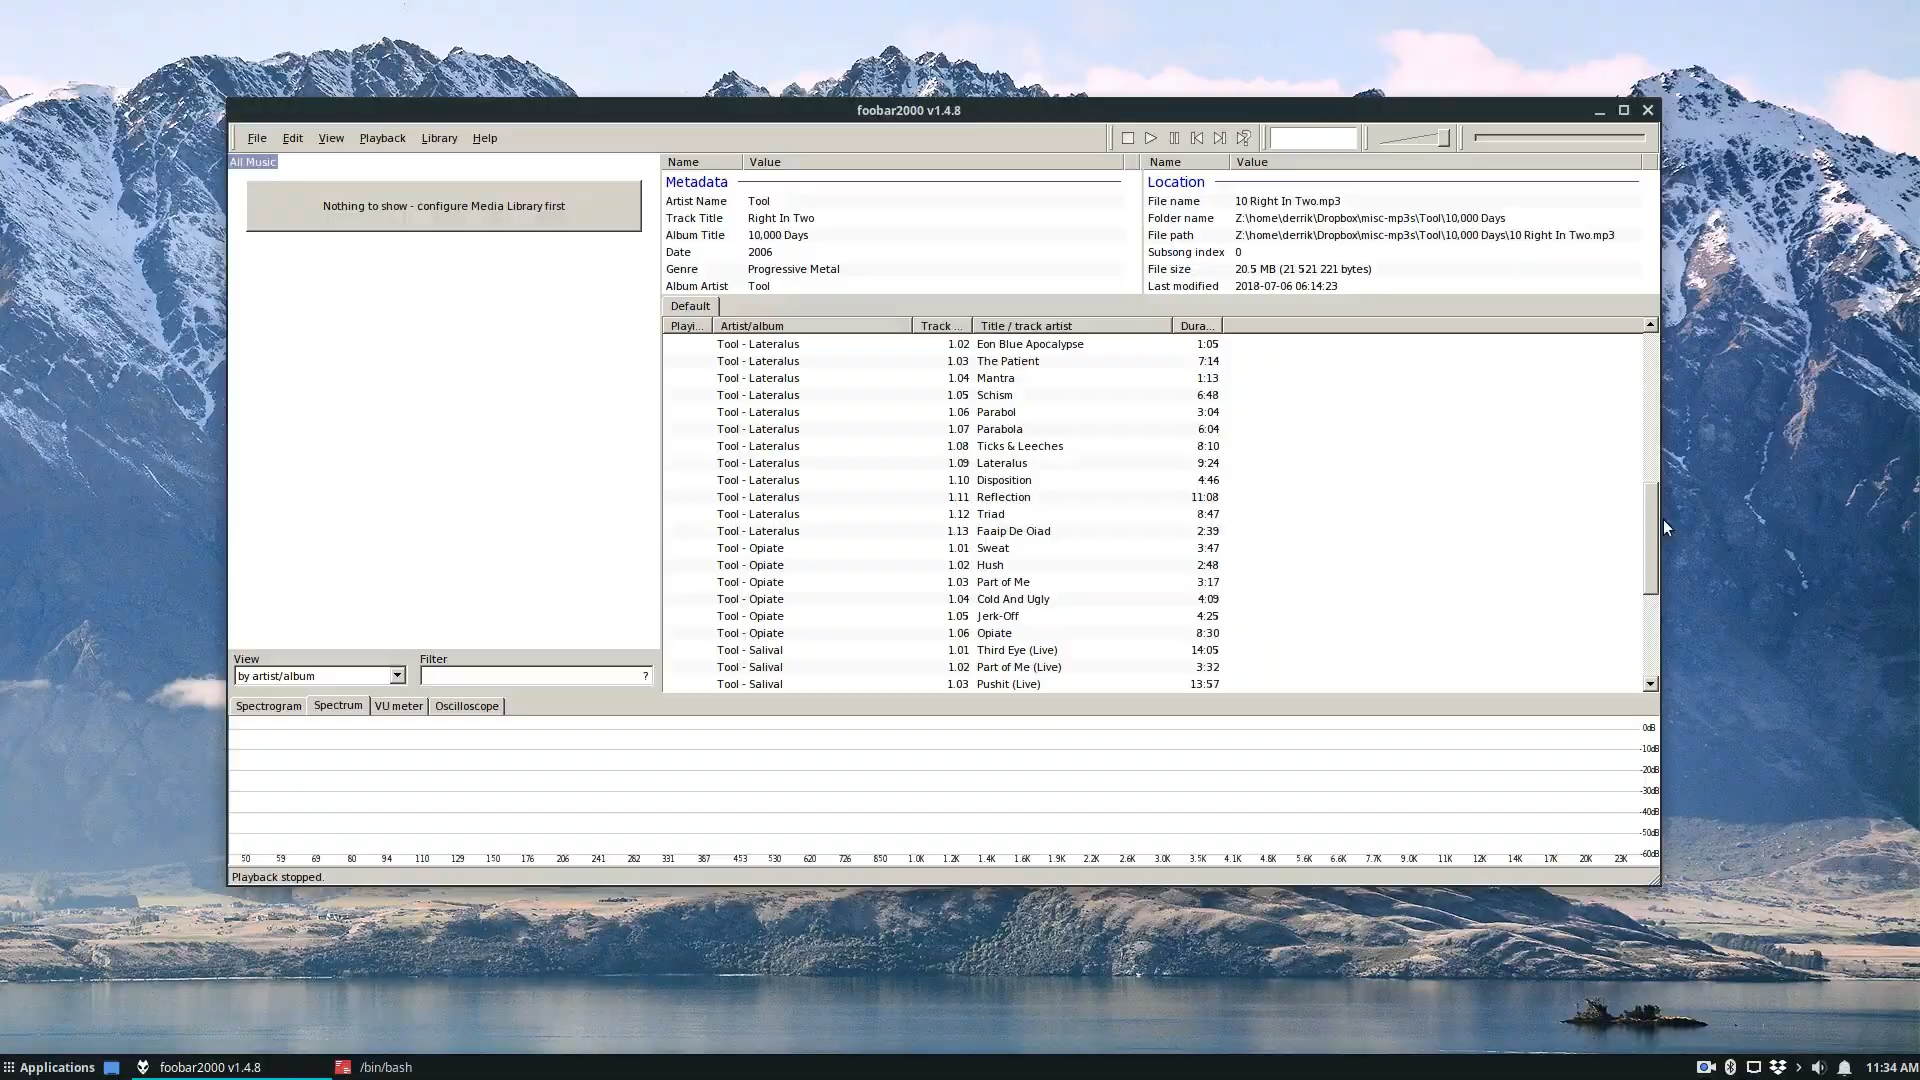 foobar2000 v1.4.8
File Edit View Playback Library Help
All Music
Nothing to show - configure Media Library first
Name Value
Metadata
Artist Name Tool
Track Title Right In Two
Album Title 10,000 Days
Date 2006
Genre Progressive Metal
Album Artist Tool
Name Value
Location
File name 10 Right In Two.mp3
Folder name Z:\home\derrik\Dropbox\misc-mp3s\Tool\10,000 Days
File path Z:\home\derrik\Dropbox\misc-mp3s\Tool\10,000 Days\10 Right In Two.mp3
Subsong index 0
File size 20.5 MB (21 521 221 bytes)
Last modified 2018-07-06 06:14:23
Default
Playi... Artist/album Track ... Title / track artist Dura...
Tool - Lateralus 1.02 Eon Blue Apocalypse 1:05
Tool - Lateralus 1.03 The Patient 7:14
Tool - Lateralus 1.04 Mantra 1:13
Tool - Lateralus 1.05 Schism 6:48
Tool - Lateralus 1.06 Parabol 3:04
Tool - Lateralus 1.07 Parabola 6:04
Tool - Lateralus 1.08 Ticks & Leeches 8:10
Tool - Lateralus 1.09 Lateralus 9:24
Tool - Lateralus 1.10 Disposition 4:46
Tool - Lateralus 1.11 Reflection 11:08
Tool - Lateralus 1.12 Triad 8:47
Tool - Lateralus 1.13 Faaip De Oiad 2:39
Tool - Opiate 1.01 Sweat 3:47
Tool - Opiate 1.02 Hush 2:48
Tool - Opiate 1.03 Part of Me 3:17
Tool - Opiate 1.04 Cold And Ugly 4:09
Tool - Opiate 1.05 Jerk-Off 4:25
Tool - Opiate 1.06 Opiate 8:30
Tool - Salival 1.01 Third Eye (Live) 14:05
Tool - Salival 1.02 Part of Me (Live) 3:32
Tool - Salival 1.03 Pushit (Live) 13:57
View Filter
by artist/album ?
Spectrogram Spectrum VU meter Oscilloscope
0dB
-10dB
-20dB
-30dB
-40dB
-50dB
-60dB
50 59 69 80 94 110 129 150 176 206 241 282 331 387 453 530 620 726 850 1.0K 1.2K 1.4K 1.6K 1.9K 2.2K 2.6K 3.0K 3.5K 4.1K 4.8K 5.6K 6.6K 7.7K 9.0K 11K 12K 14K 17K 20K 23K
Playback stopped.
Applications foobar2000 v1.4.8 /bin/bash 11:34 AM